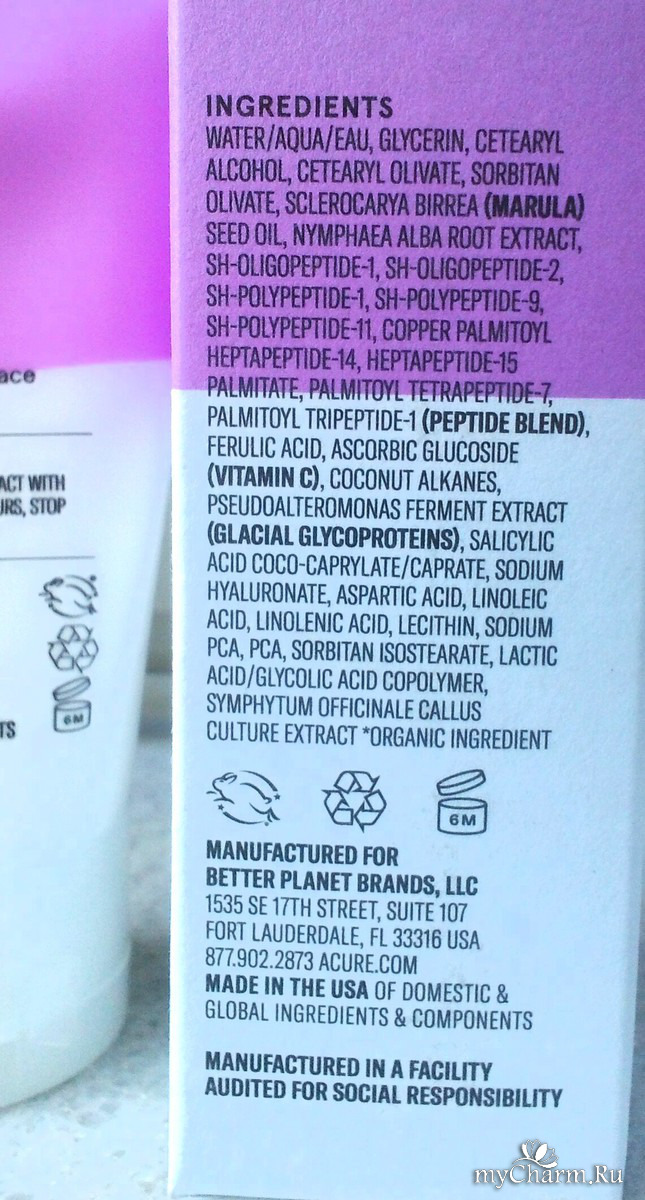 ace
ACT WITH
URS, STOP
6M
TS
INGREDIENTS
WATER/AQUA/EAU, GLYCERIN, CETEARYL
ALCOHOL, CETEARYL OLIVATE, SORBITAN
OLIVATE, SCLEROCARYA BIRREA (MARULA)
SEED OIL, NYMPHAEA ALBA ROOT EXTRACT,
SH-OLIGOPEPTIDE-1, SH-OLIGOPEPTIDE-2,
SH-POLYPEPTIDE-1, SH-POLYPEPTIDE-9,
SH-POLYPEPTIDE-11, COPPER PALMITOYL
HEPTAPEPTIDE-14, HEPTAPEPTIDE-15
PALMITATE, PALMITOYL TETRAPEPTIDE-7,
PALMITOYL TRIPEPTIDE-1 (PEPTIDE BLEND),
FERULIC ACID, ASCORBIC GLUCOSIDE
(VITAMIN C), COCONUT ALKANES,
PSEUDOALTEROMONAS FERMENT EXTRACT
(GLACIAL GLYCOPROTEINS), SALICYLIC
ACID COCO-CAPRYLATE/CAPRATE, SODIUM
HYALURONATE, ASPARTIC ACID, LINOLEIC
ACID, LINOLENIC ACID, LECITHIN, SODIUM
PCA, PCA, SORBITAN ISOSTEARATE, LACTIC
ACID/GLYCOLIC ACID COPOLYMER,
SYMPHYTUM OFFICINALE CALLUS
CULTURE EXTRACT *ORGANIC INGREDIENT
6M
MANUFACTURED FOR
BETTER PLANET BRANDS, LLC
1535 SE 17TH STREET, SUITE 107
FORT LAUDERDALE, FL 33316 USA
877.902.2873 ACURE.COM
MADE IN THE USA OF DOMESTIC &
GLOBAL INGREDIENTS & COMPONENTS
MANUFACTURED IN A FACILITY
AUDITED FOR SOCIAL RESPONSIBILITY
myCharm.Ru